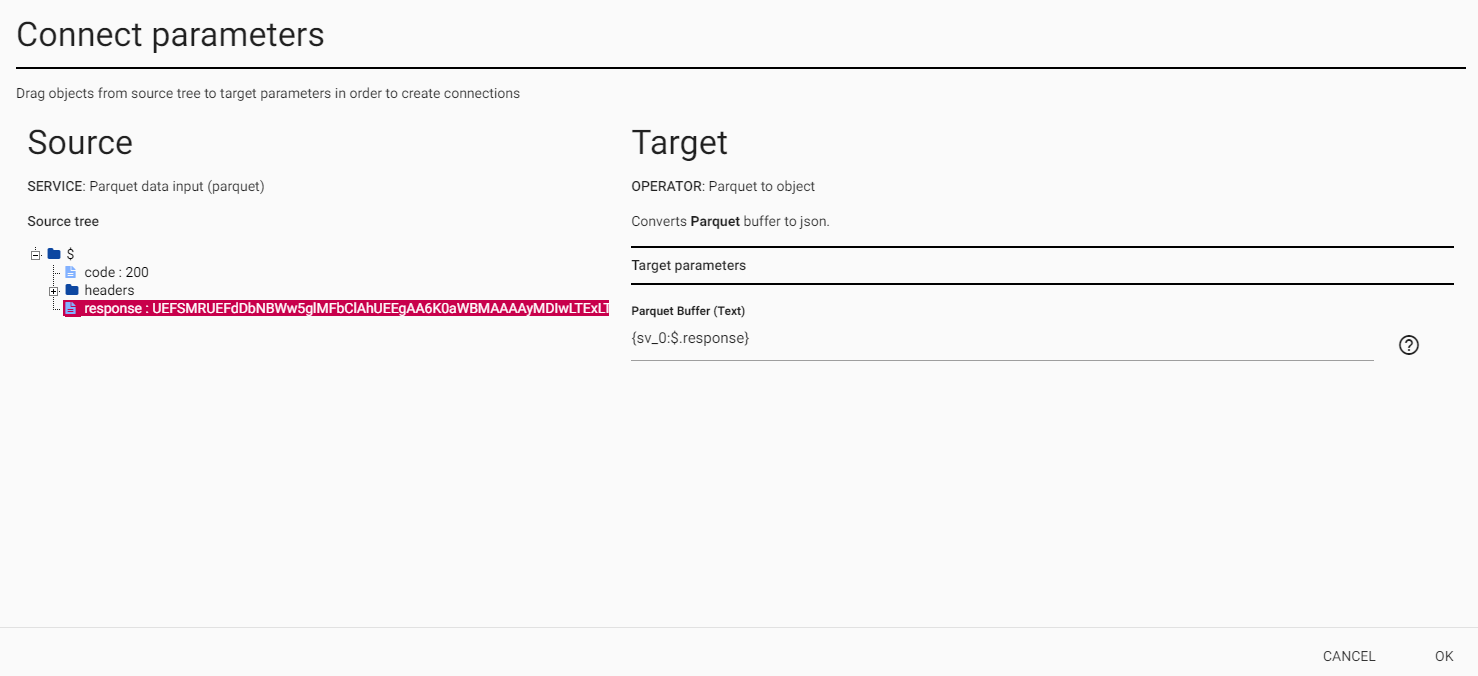 Connect parameters
Drag objects from source tree to target parameters in order to create connections
Source
SERVICE: Parquet data input (parquet)
Source tree
$
code : 200
headers
response : UEFSMRUEFdDbNBWw5glMFbClAhUEEgAA6K0aWBMAAAAyMDIwLTExLT
Target
OPERATOR: Parquet to object
Converts Parquet buffer to json.
Target parameters
Parquet Buffer (Text)
{sv_0:$.response}
CANCEL
OK